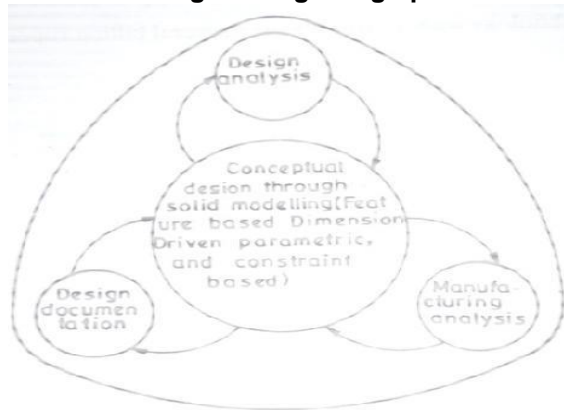 Design
analysis
Conceptual
desion through
solid modelling(Feat
ure based Dimension
Driven parametric,
and constraint
based)
Design
documen
tation
Manufa-
cturing
analysis